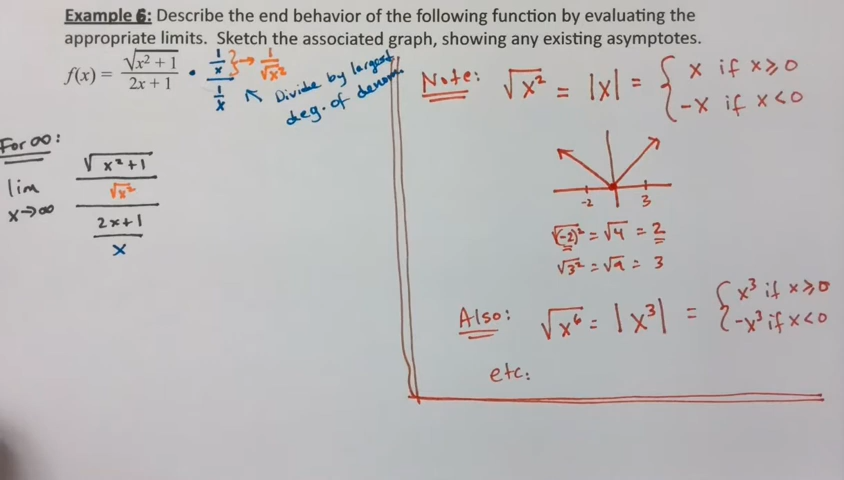 Example 6: Describe the end behavior of the following function by evaluating the
appropriate limits. Sketch the associated graph, showing any existing asymptotes.
f(x) = √(x² + 1) / (2x + 1) • (1/x) / (1/x) } → 1/√x²
↖ Divide by largest
deg. of denom.
For ∞:
lim x→∞ (√(x²+1) / √x²) / ((2x+1) / x)
Note: √x² = |x| = { x if x ≥ 0
-x if x < 0
-2 3
√(-2)² = √4 = 2
√3² = √9 = 3
Also: √x⁶ = |x³| = { x³ if x ≥ 0
-x³ if x < 0
etc.